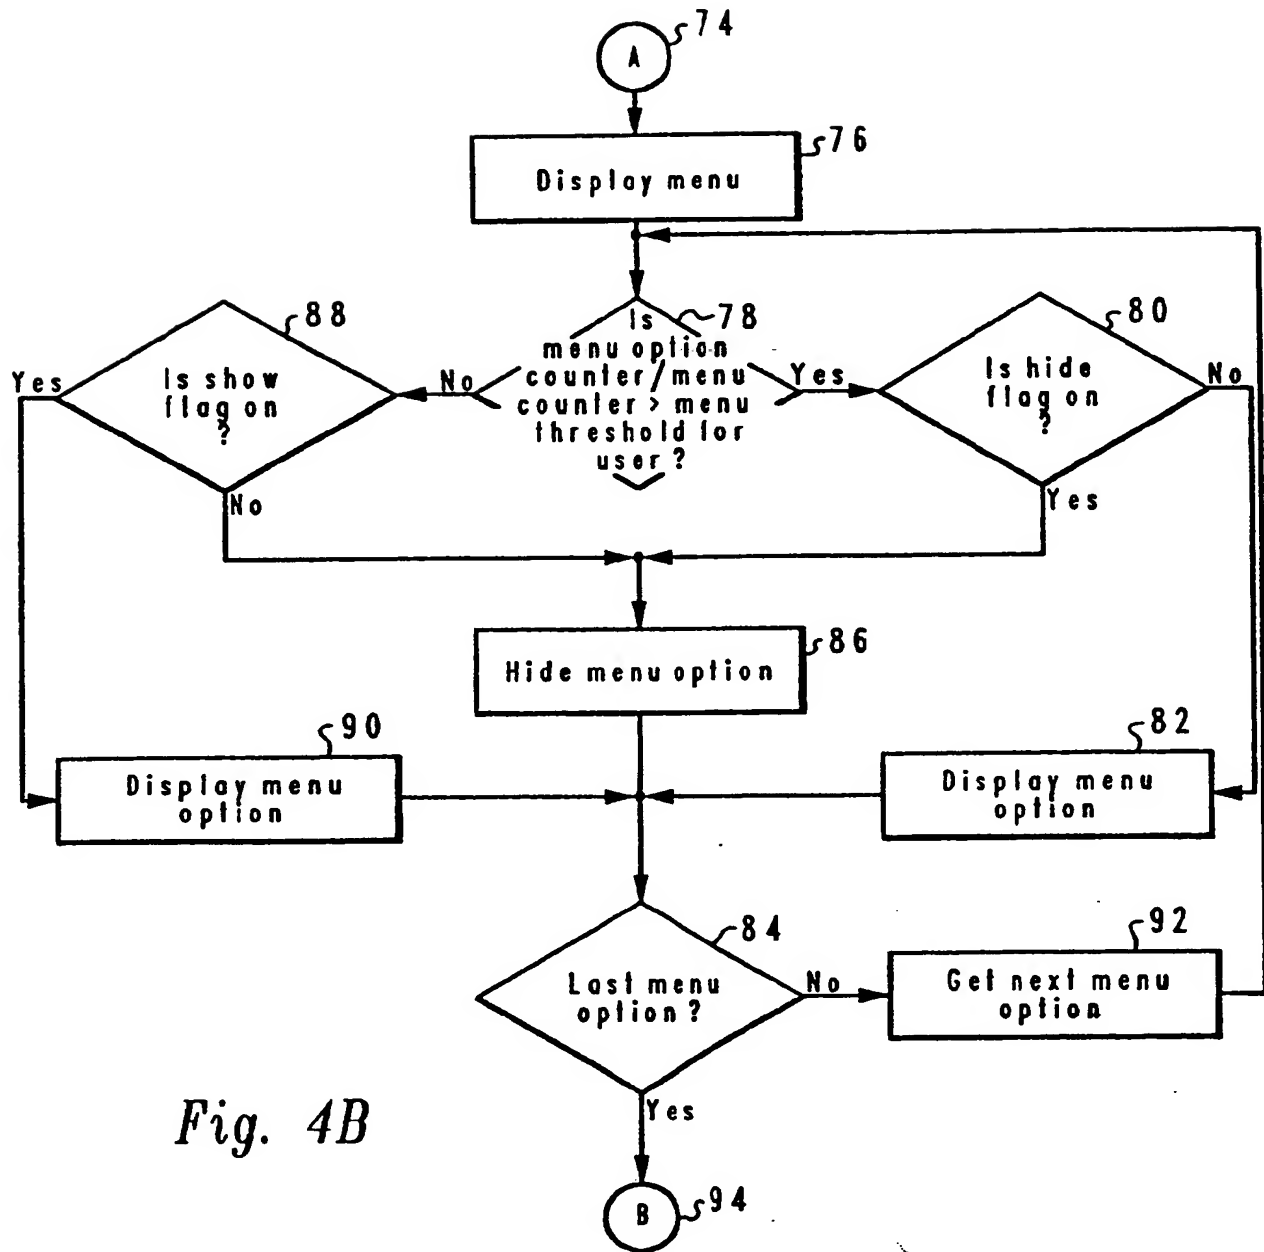 74
A
76
Display menu
88
Is show
flag on
?
Yes
No
78
Is
menu option
counter/menu
counter > menu
threshold for
user?
No
Yes
80
Is hide
flag on
?
No
Yes
86
Hide menu option
90
Display menu
option
82
Display menu
option
84
Last menu
option?
No
92
Get next menu
option
Yes
B
94
Fig. 4B